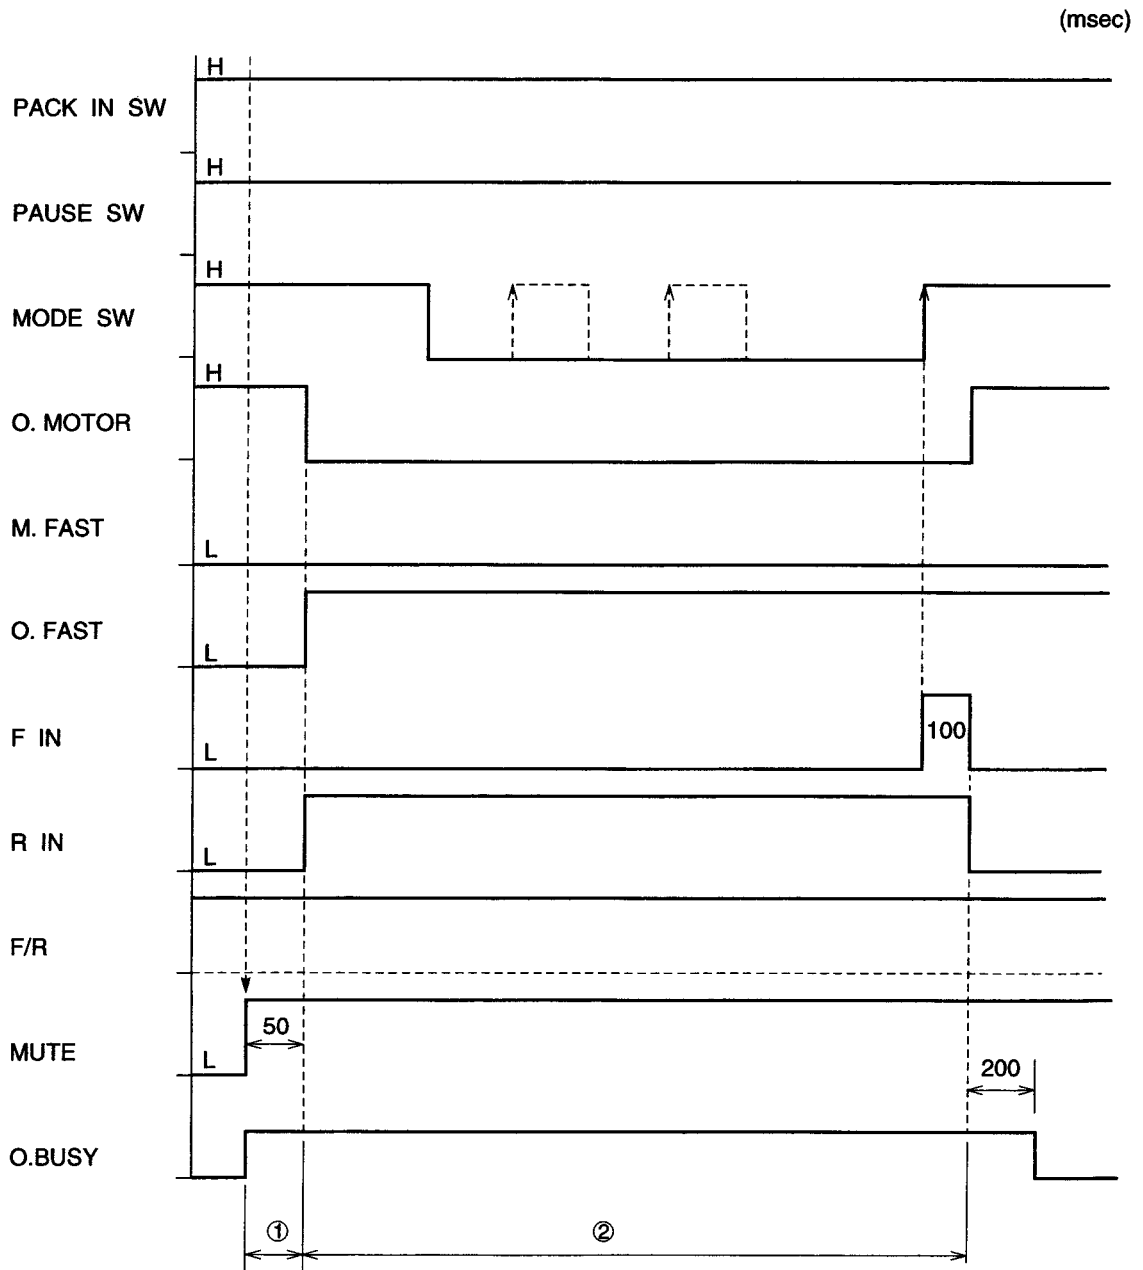 (msec)
H
PACK IN SW
H
PAUSE SW
H
MODE SW
H
O. MOTOR
M. FAST
L
O. FAST
L
F IN
100
L
R IN
L
F/R
50
MUTE
L
200
O.BUSY
①
②